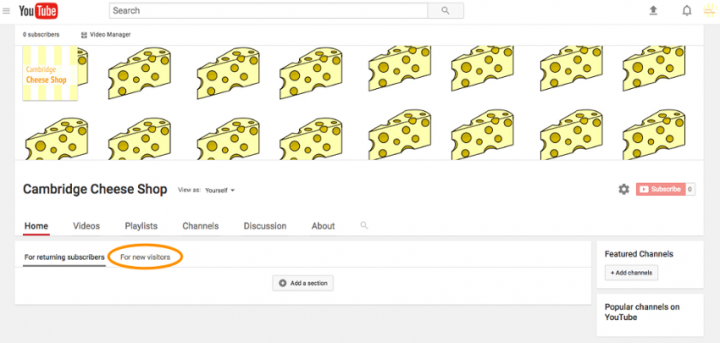 YouTube
Search
0 subscribers
Video Manager
Cambridge
Cheese Shop
Cambridge Cheese Shop
View as: Yourself
Subscribe 0
Home Videos Playlists Channels Discussion About
For returning subscribers For new visitors
Add a section
Featured Channels
+ Add channels
Popular channels on
YouTube